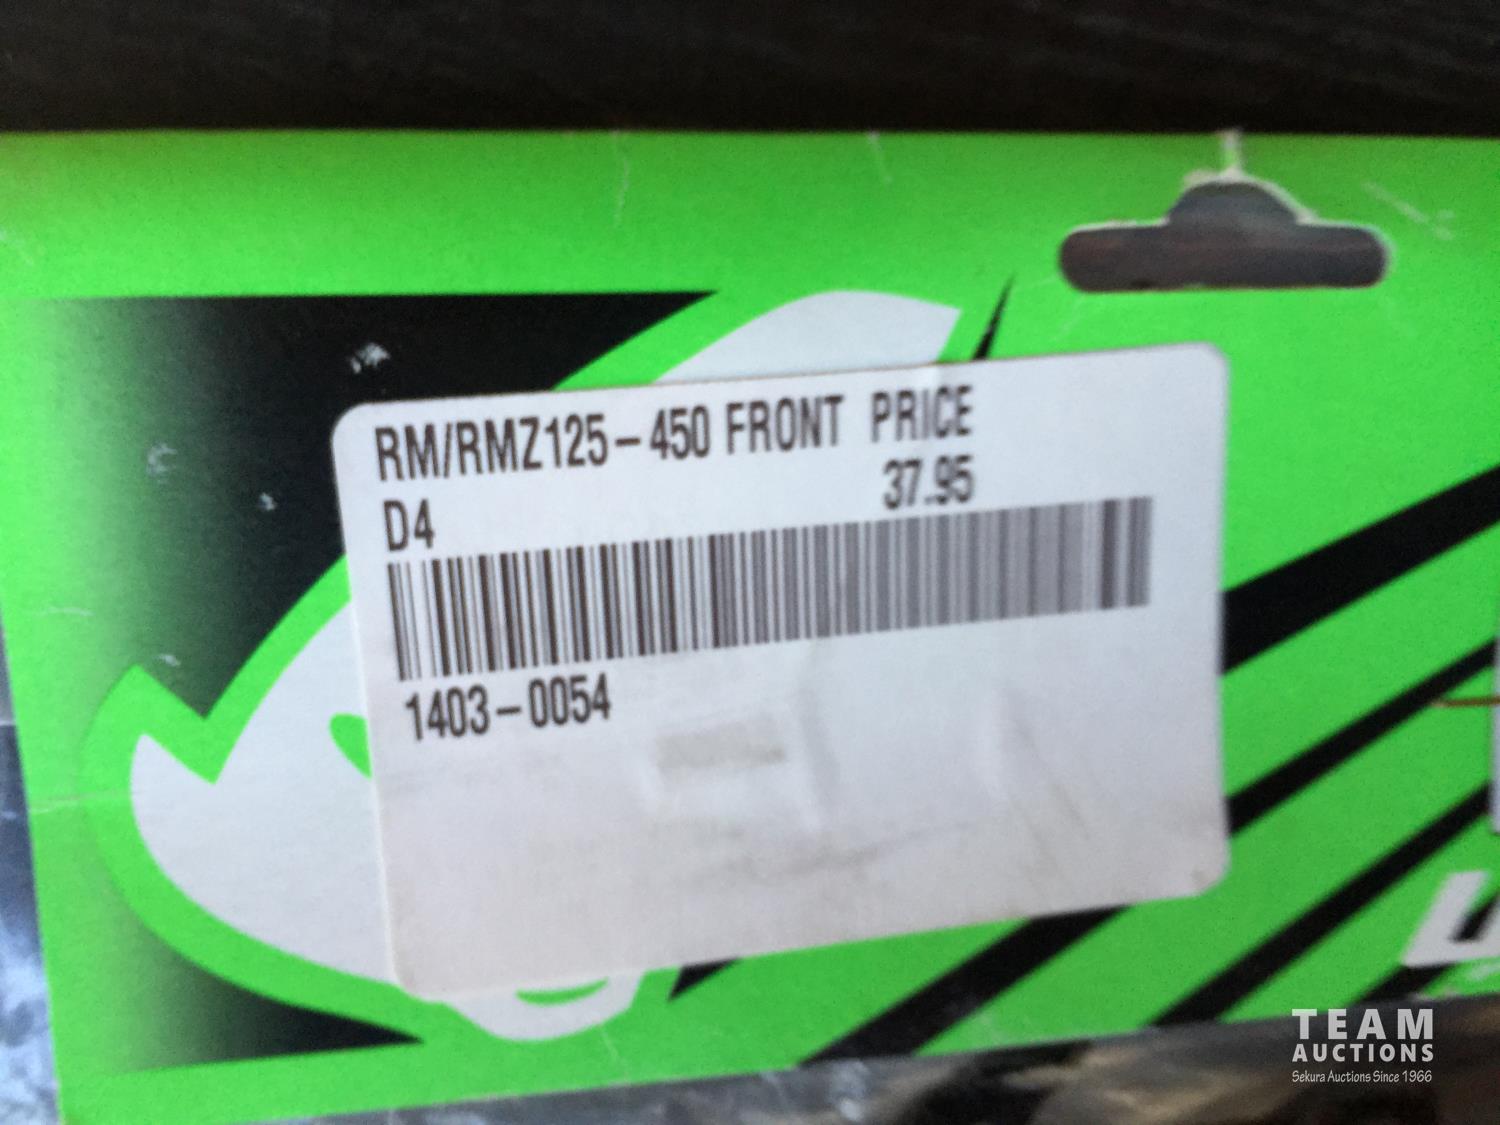 RM/RMZ125-450 FRONT PRICE
D4 37.95
1403-0054
TEAM
AUCTIONS
Sekura Auctions Since 1966